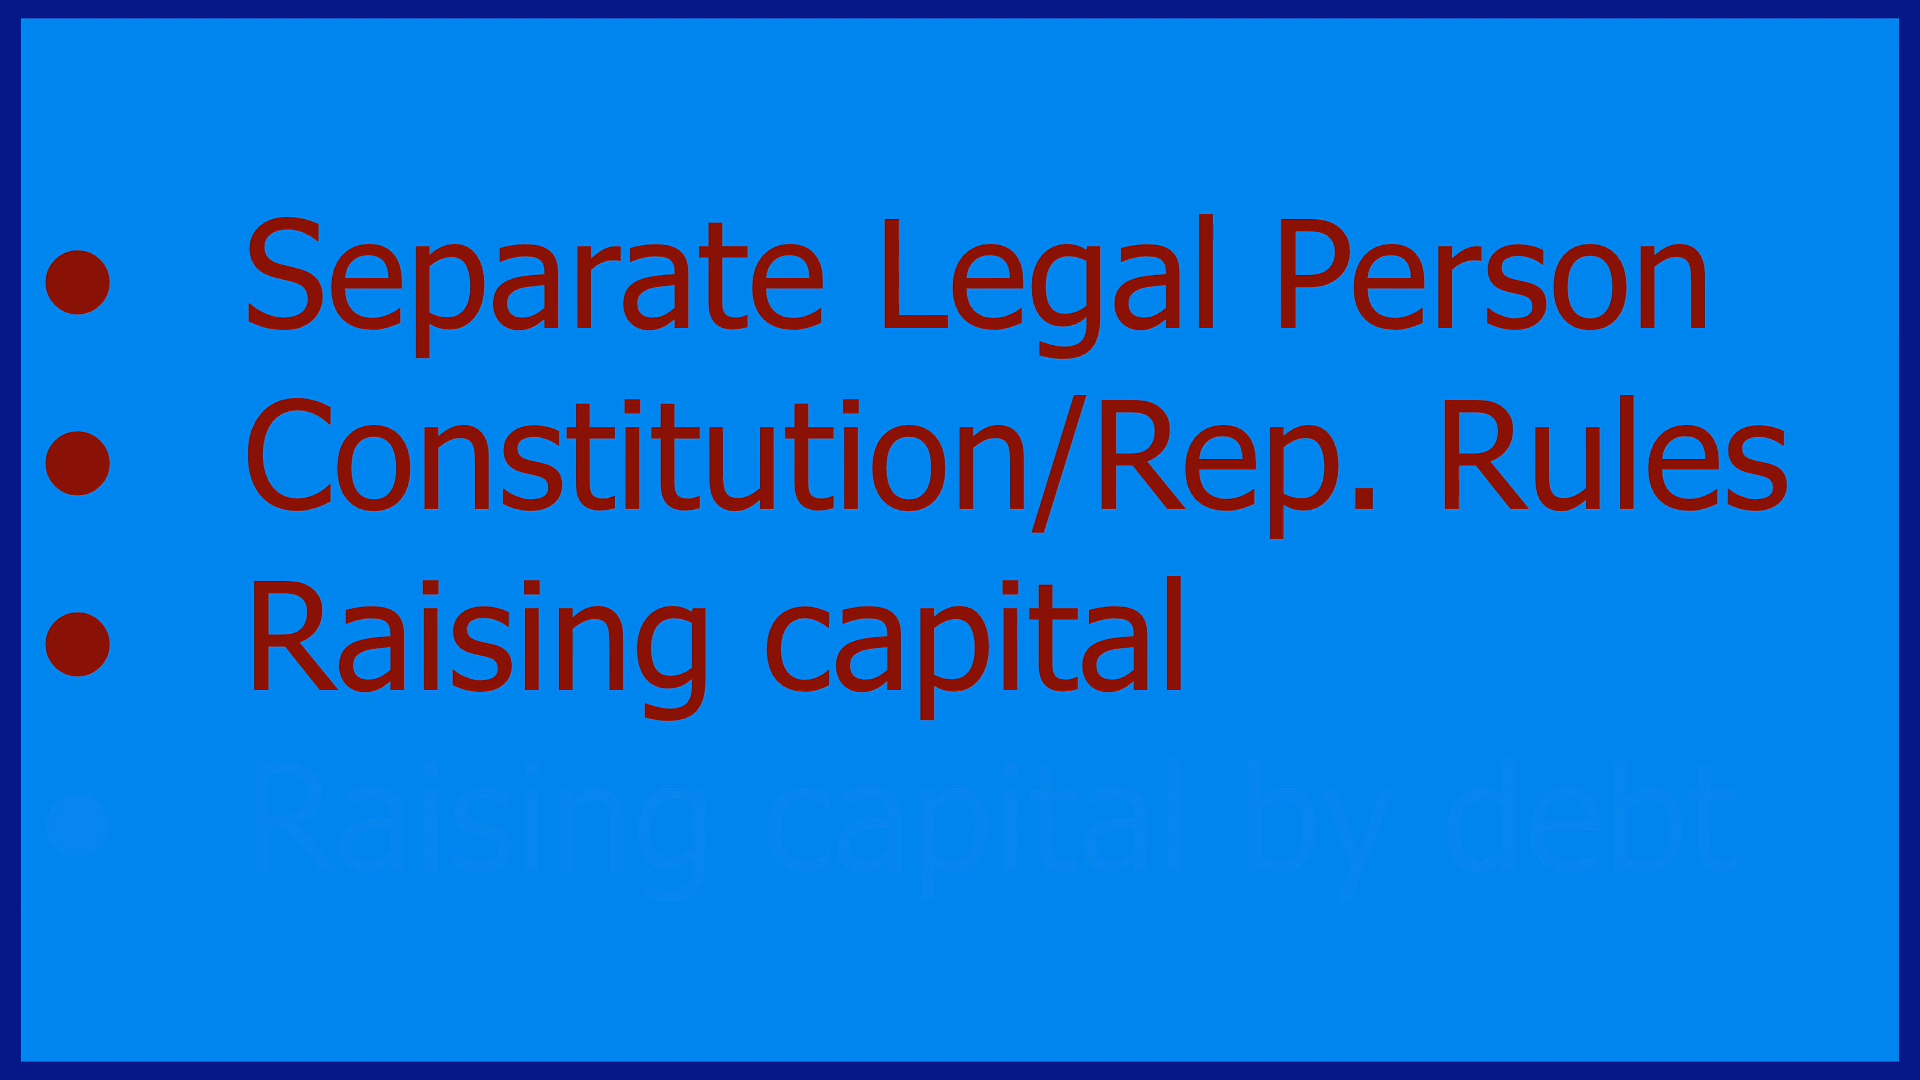 • Separate Legal Person
• Constitution/Rep. Rules
• Raising capital
• Raising capital by debt